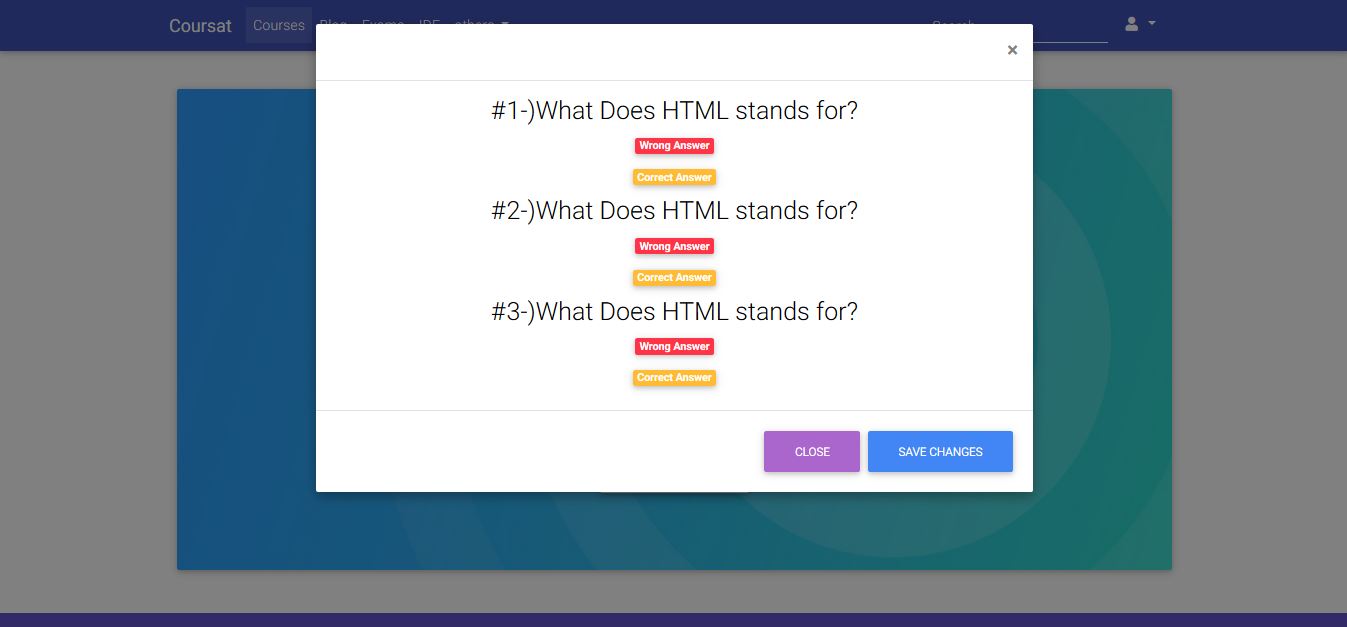 Coursat Courses Blog Exams IDE others Search
×
#1-)What Does HTML stands for?
Wrong Answer
Correct Answer
#2-)What Does HTML stands for?
Wrong Answer
Correct Answer
#3-)What Does HTML stands for?
Wrong Answer
Correct Answer
CLOSE SAVE CHANGES